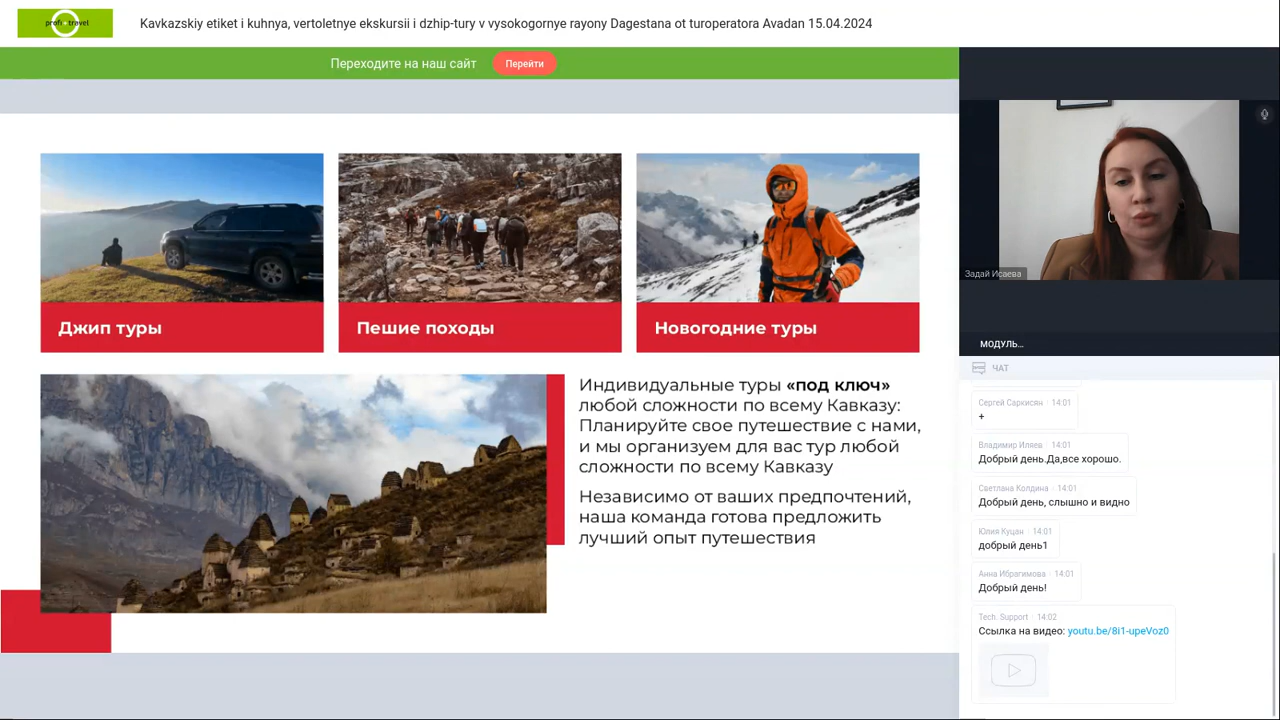 profi travel
Kavkazskiy etiket i kuhnya, vertoletnye ekskursii i dzhip-tury v vysokogornye rayony Dagestana ot turoperatora Ayda on 15.04.2024
Переходите на наш сайт
Перейти
Джип туры
Пешие походы
Новогодние туры
Индивидуальные туры «под ключ»
любой сложности по всему Кавказу:
Планируйте свое путешествие с нами,
и мы организуем для вас тур любой
сложности по всему Кавказу
Независимо от ваших предпочтений,
наша команда готова предложить
лучший опыт путешествия
Задай Исаева
МОДУЛЬ...
ЧАТ
Сергей Саркисян 14:01
+
Владимир Иляев 14:01
Добрый день.Да,все хорошо.
Светлана Колдина 14:01
Добрый день, слышно и видно
Юлия Куцан 14:01
добрый день1
Анна Ибрагимова 14:01
Добрый день!
Tech. Support 14:02
Ссылка на видео: youtu.be/8i1-upeVoz0